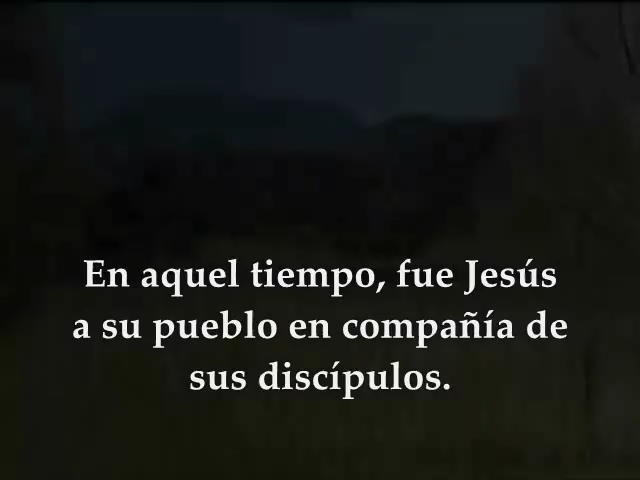 En aquel tiempo, fue Jesús
a su pueblo en compañía de
sus discípulos.